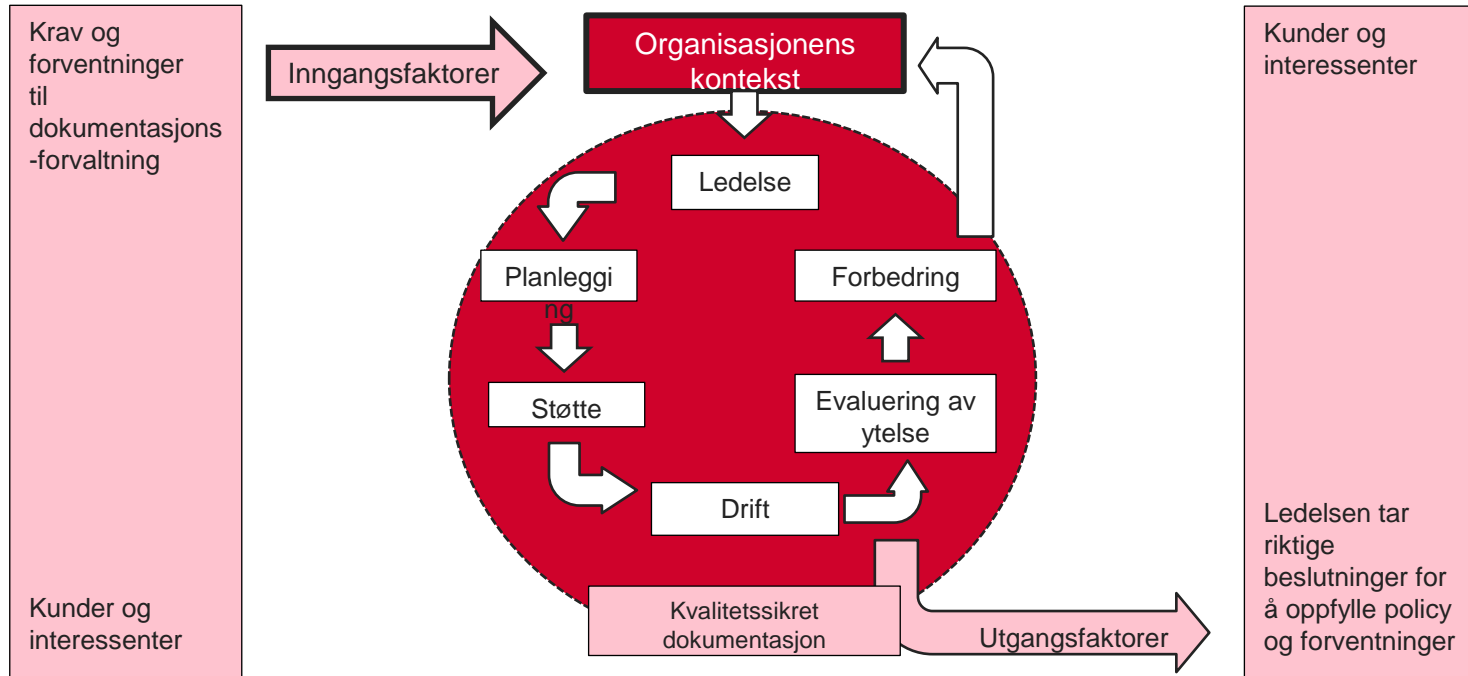 Krav og
forventninger
til
dokumentasjons
-forvaltning
Kunder og
interessenter
Inngangsfaktorer
Organisasjonens
kontekst
Ledelse
Planleggi
ng
Støtte
Drift
Evaluering av
ytelse
Forbedring
Kvalitetssikret
dokumentasjon
Utgangsfaktorer
Kunder og
interessenter
Ledelsen tar
riktige
beslutninger for
å oppfylle policy
og forventninger